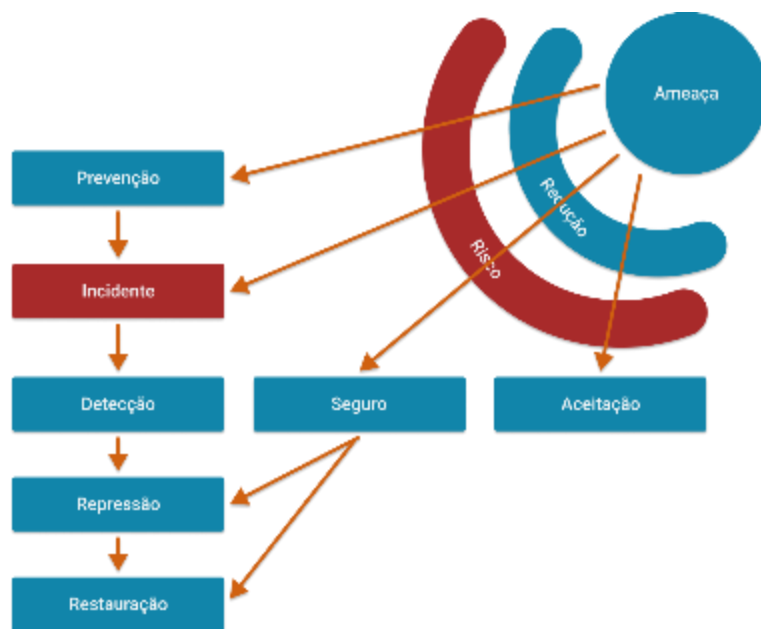 Ameaça
Redução
Risco
Prevenção
Incidente
Detecção
Seguro
Aceitação
Repressão
Restauração